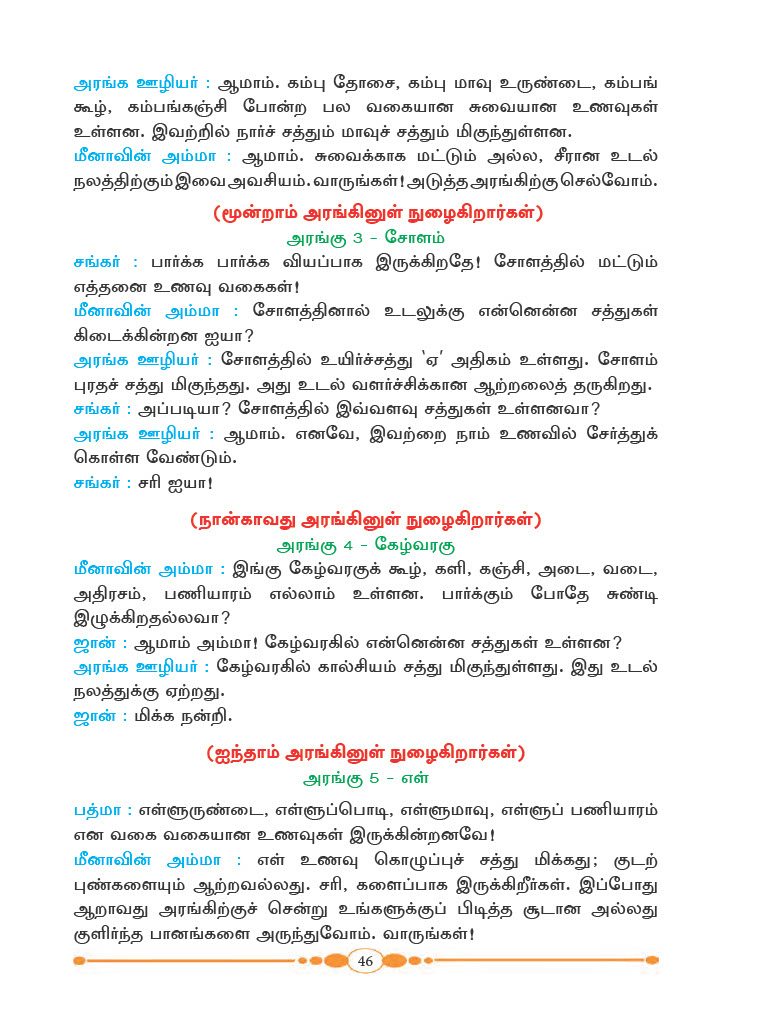 அரங்க ஊழியர் : ஆமாம். கம்பு தோசை, கம்பு மாவு உருண்டை, கம்பங்
கூழ், கம்பங்கஞ்சி போன்ற பல வகையான சுவையான உணவுகள்
உள்ளன. இவற்றில் நார்ச் சத்தும் மாவுச் சத்தும் மிகுந்துள்ளன.
மீனாவின் அம்மா : ஆமாம். சுவைக்காக மட்டும் அல்ல, சீரான உடல்
நலத்திற்கும் இவை அவசியம். வாருங்கள்! அடுத்த அரங்கிற்கு செல்வோம்.
(மூன்றாம் அரங்கினுள் நுழைகிறார்கள்)
அரங்கு 3 – சோளம்
சங்கர் : பார்க்க பார்க்க வியப்பாக இருக்கிறதே! சோளத்தில் மட்டும்
எத்தனை உணவு வகைகள்!
மீனாவின் அம்மா : சோளத்தினால் உடலுக்கு என்னென்ன சத்துகள்
கிடைக்கின்றன ஐயா?
அரங்க ஊழியர் : சோளத்தில் உயிர்ச்சத்து 'ஏ' அதிகம் உள்ளது. சோளம்
புரதச் சத்து மிகுந்தது. அது உடல் வளர்ச்சிக்கான ஆற்றலைத் தருகிறது.
சங்கர் : அப்படியா? சோளத்தில் இவ்வளவு சத்துகள் உள்ளனவா?
அரங்க ஊழியர் : ஆமாம். எனவே, இவற்றை நாம் உணவில் சேர்த்துக்
கொள்ள வேண்டும்.
சங்கர் : சரி ஐயா!
(நான்காவது அரங்கினுள் நுழைகிறார்கள்)
அரங்கு 4 – கேழ்வரகு
மீனாவின் அம்மா : இங்கு கேழ்வரகுக் கூழ், களி, கஞ்சி, அடை, வடை,
அதிரசம், பணியாரம் எல்லாம் உள்ளன. பார்க்கும் போதே சுண்டி
இழுக்கிறதல்லவா?
ஜான் : ஆமாம் அம்மா! கேழ்வரகில் என்னென்ன சத்துகள் உள்ளன?
அரங்க ஊழியர் : கேழ்வரகில் கால்சியம் சத்து மிகுந்துள்ளது. இது உடல்
நலத்துக்கு ஏற்றது.
ஜான் : மிக்க நன்றி.
(ஐந்தாம் அரங்கினுள் நுழைகிறார்கள்)
அரங்கு 5 – எள்
பத்மா : எள்ளுருண்டை, எள்ளுப்பொடி, எள்ளுமாவு, எள்ளுப் பணியாரம்
என வகை வகையான உணவுகள் இருக்கின்றனவே!
மீனாவின் அம்மா : எள் உணவு கொழுப்புச் சத்து மிக்கது; குடற்
புண்களையும் ஆற்றவல்லது. சரி, களைப்பாக இருக்கிறீர்கள். இப்போது
ஆறாவது அரங்கிற்குச் சென்று உங்களுக்குப் பிடித்த சூடான அல்லது
குளிர்ந்த பானங்களை அருந்துவோம். வாருங்கள்!
46